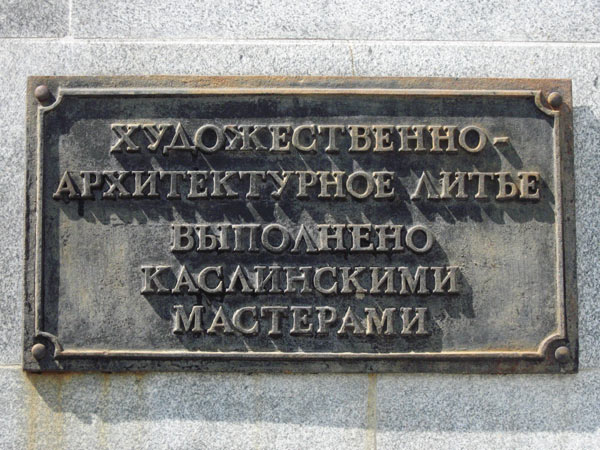 ХУДОЖЕСТВЕННО-
АРХИТЕКТУРНОЕ ЛИТЬЕ
ВЫПОЛНЕНО
КАСЛИНСКИМИ
МАСТЕРАМИ